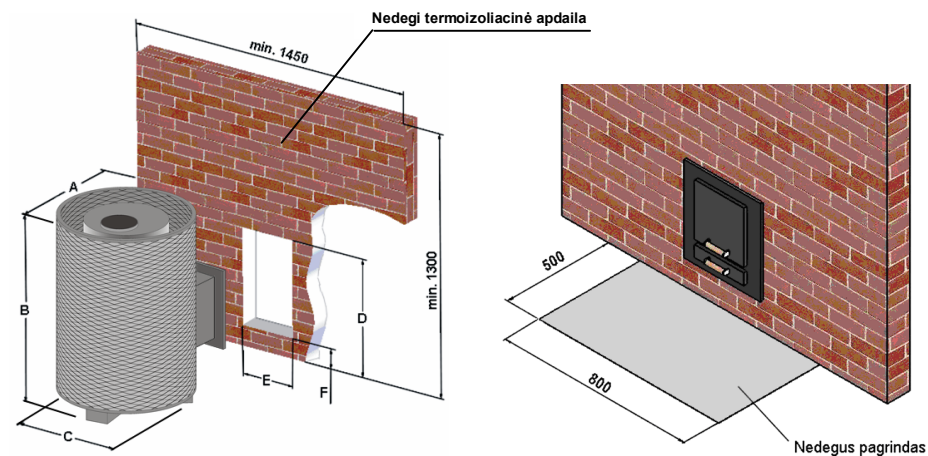 Nedegi termoizoliacinė apdaila
min. 1450
A
B
C
D
E
F
min. 1300
500
800
Nedegus pagrindas